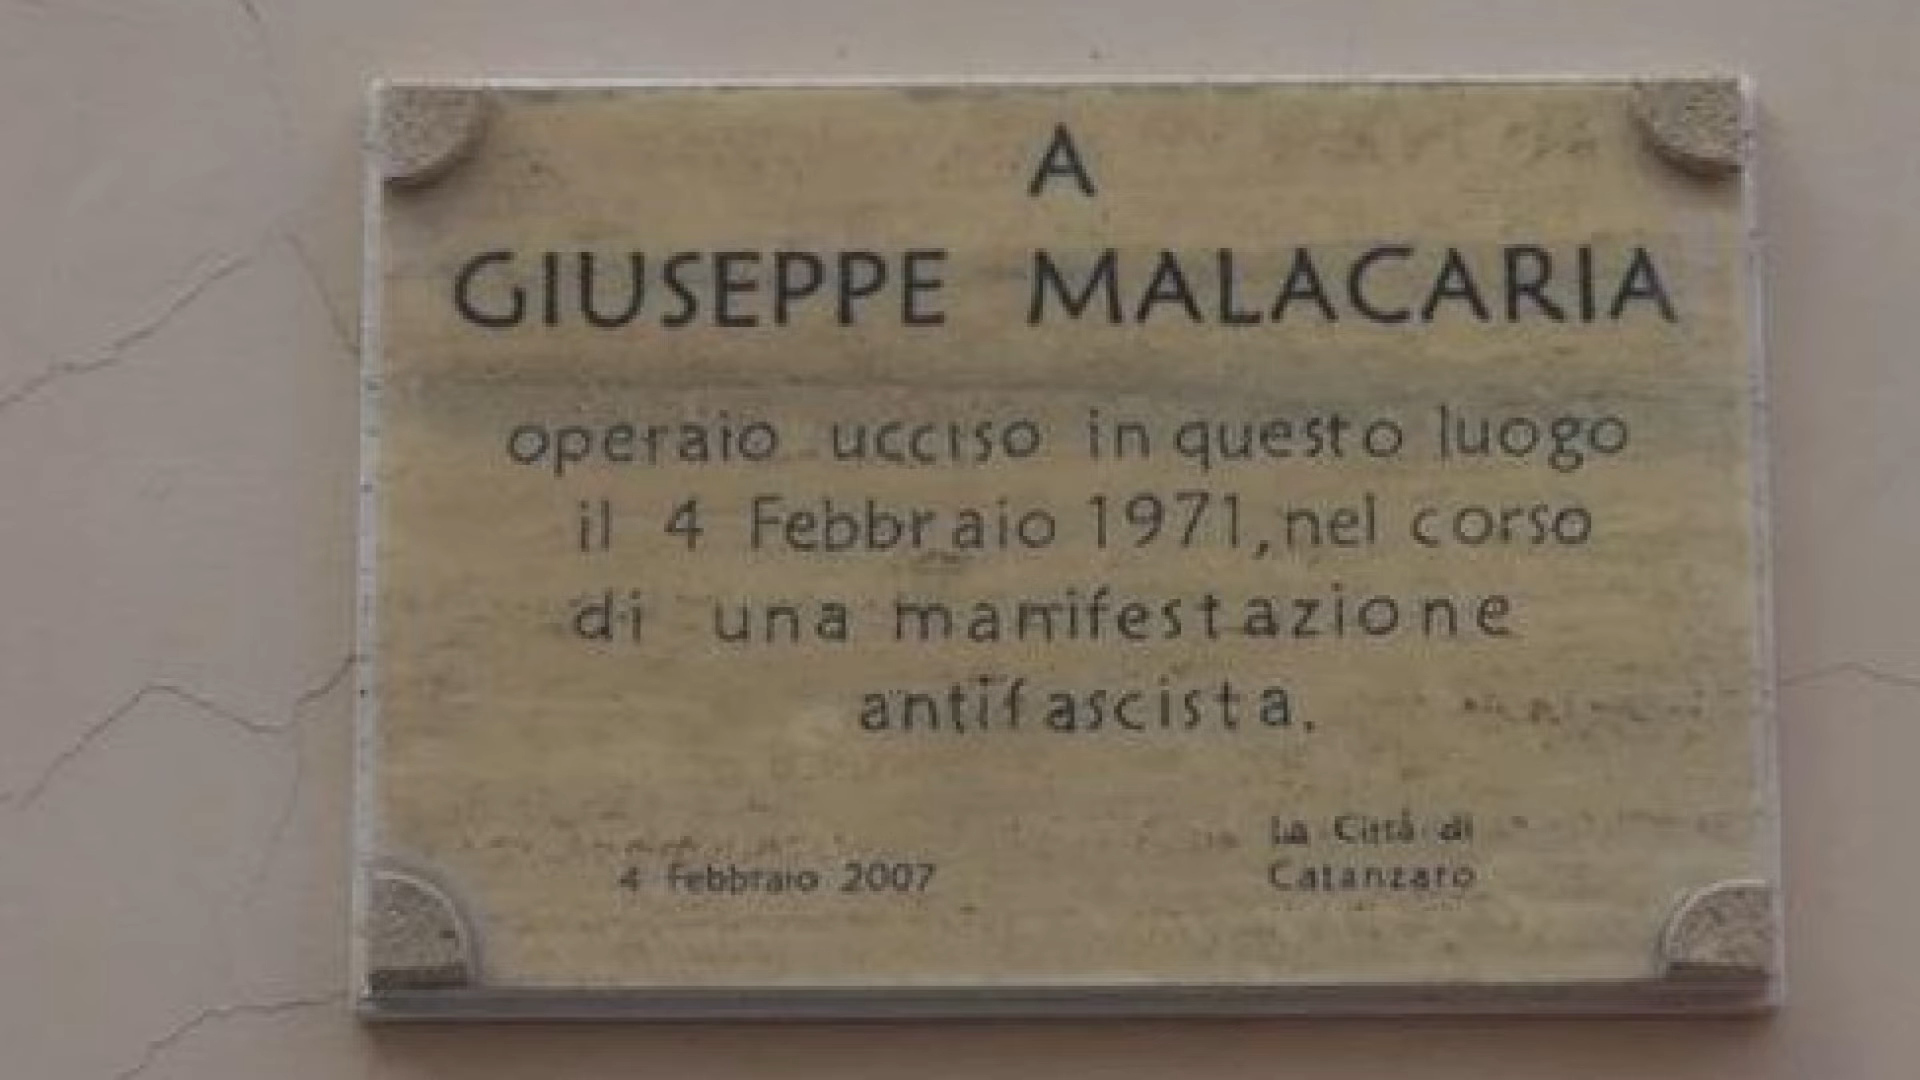 A
GIUSEPPE MALACARIA
operaio ucciso in questo luogo
il 4 Febbraio 1971, nel corso
di una manifestazione
antifascista.
4 Febbraio 2007
La Città di
Catanzaro